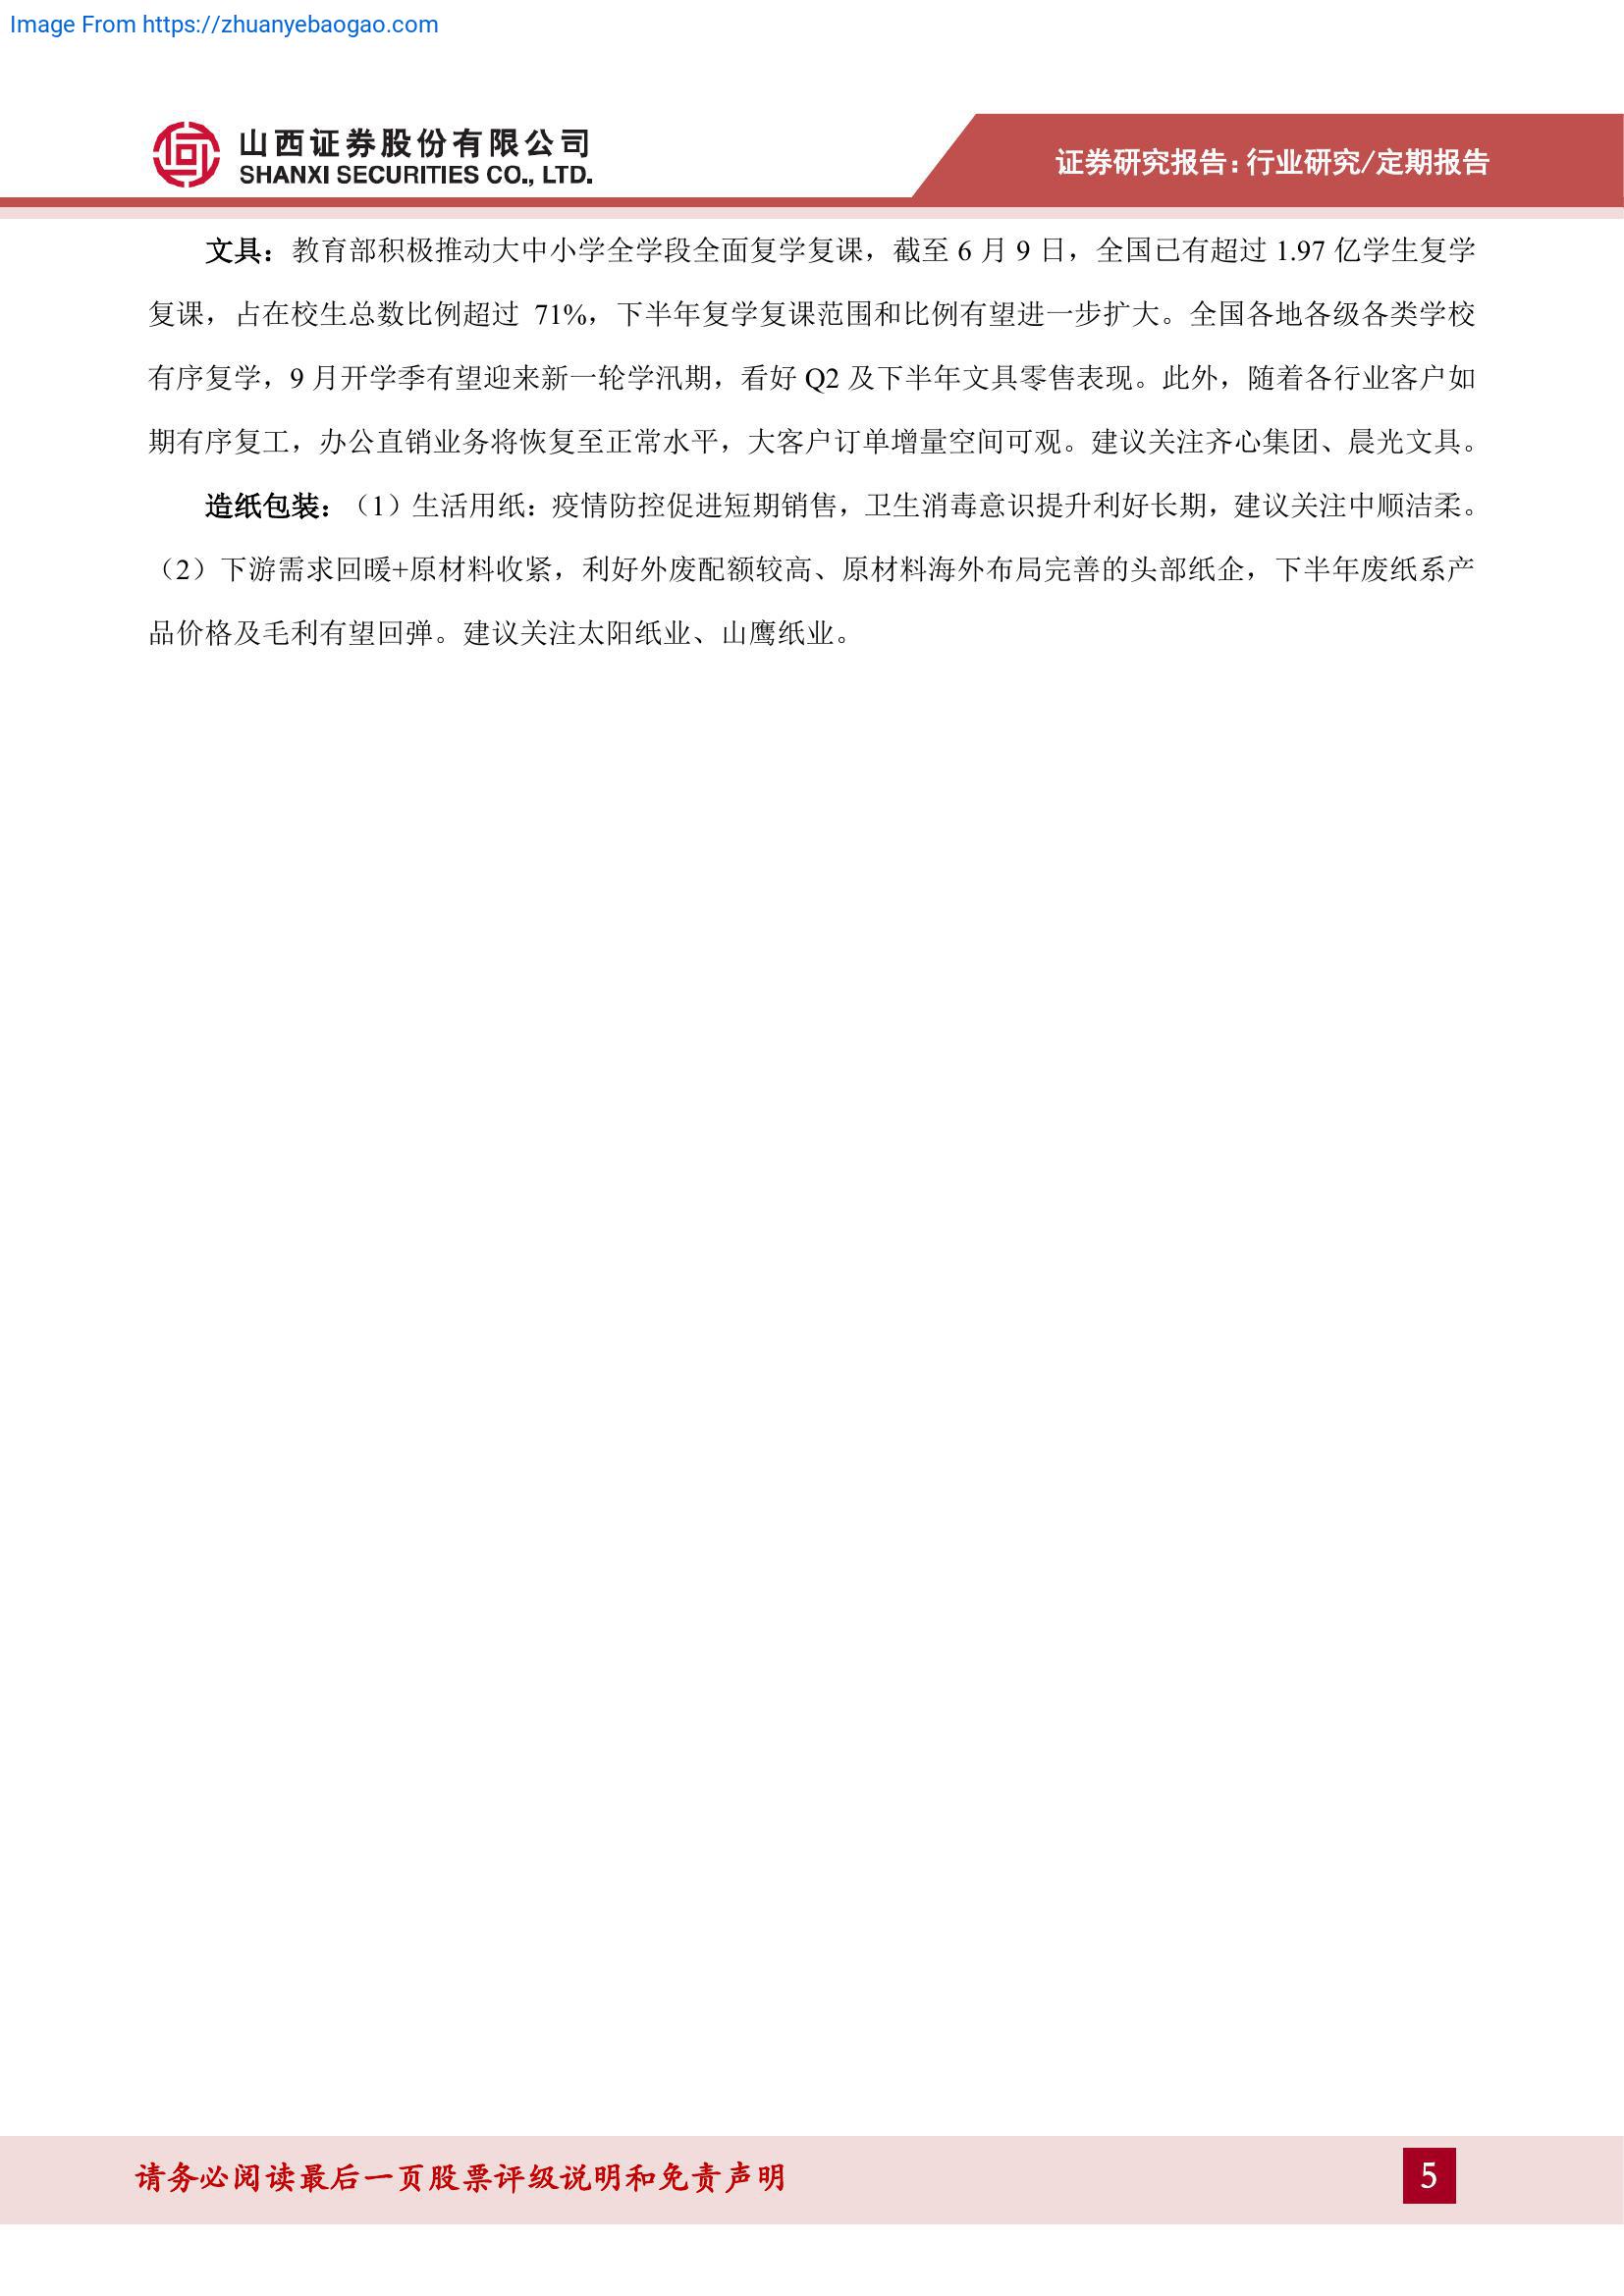 Image From https://zhuanyebaogao.com
山西证券股份有限公司
SHANXI SECURITIES CO., LTD.
证券研究报告：行业研究/定期报告
文具：教育部积极推动大中小学全学段全面复学复课，截至 6 月 9 日，全国已有超过 1.97 亿学生复学
复课，占在校生总数比例超过 71%，下半年复学复课范围和比例有望进一步扩大。全国各地各级各类学校
有序复学，9 月开学季有望迎来新一轮学汛期，看好 Q2 及下半年文具零售表现。此外，随着各行业客户如
期有序复工，办公直销业务将恢复至正常水平，大客户订单增量空间可观。建议关注齐心集团、晨光文具。
造纸包装：（1）生活用纸：疫情防控促进短期销售，卫生消毒意识提升利好长期，建议关注中顺洁柔。
（2）下游需求回暖+原材料收紧，利好外废配额较高、原材料海外布局完善的头部纸企，下半年废纸系产
品价格及毛利有望回弹。建议关注太阳纸业、山鹰纸业。
请务必阅读最后一页股票评级说明和免责声明
5